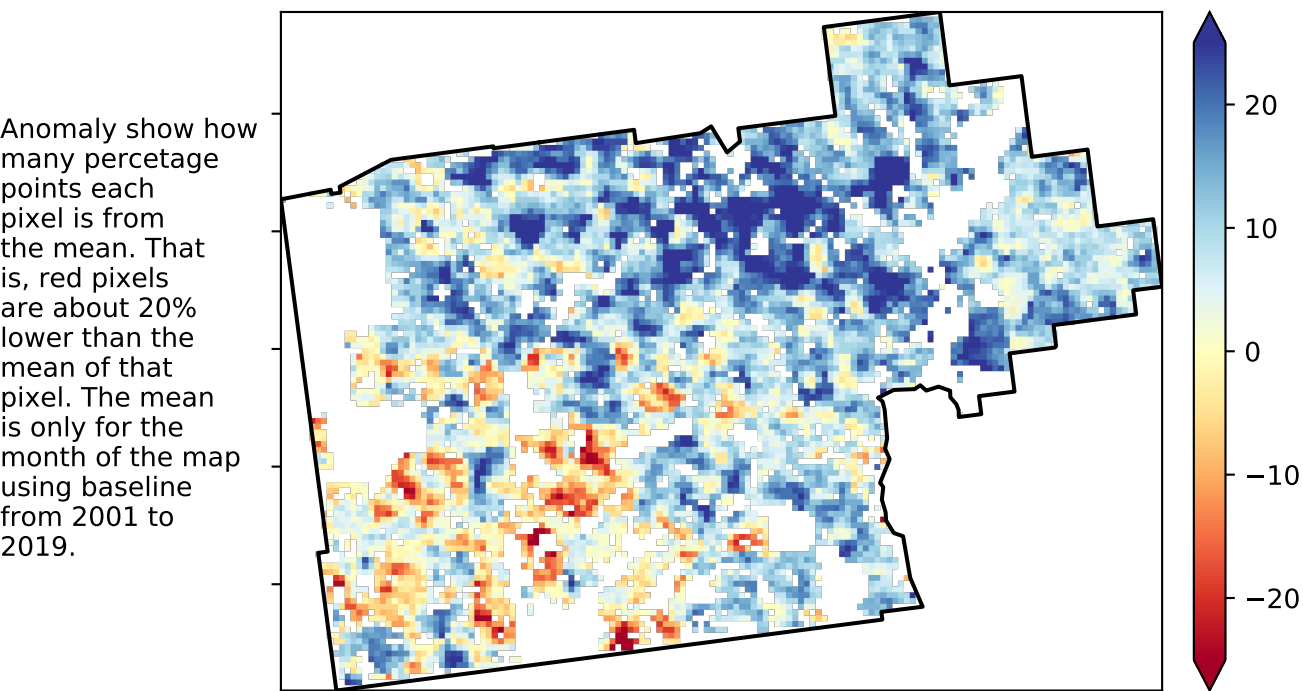 Anomaly show how
many percetage
points each
pixel is from
the mean. That
is, red pixels
are about 20%
lower than the
mean of that
pixel. The mean
is only for the
month of the map
using baseline
from 2001 to
2019.
20
10
0
−10
−20